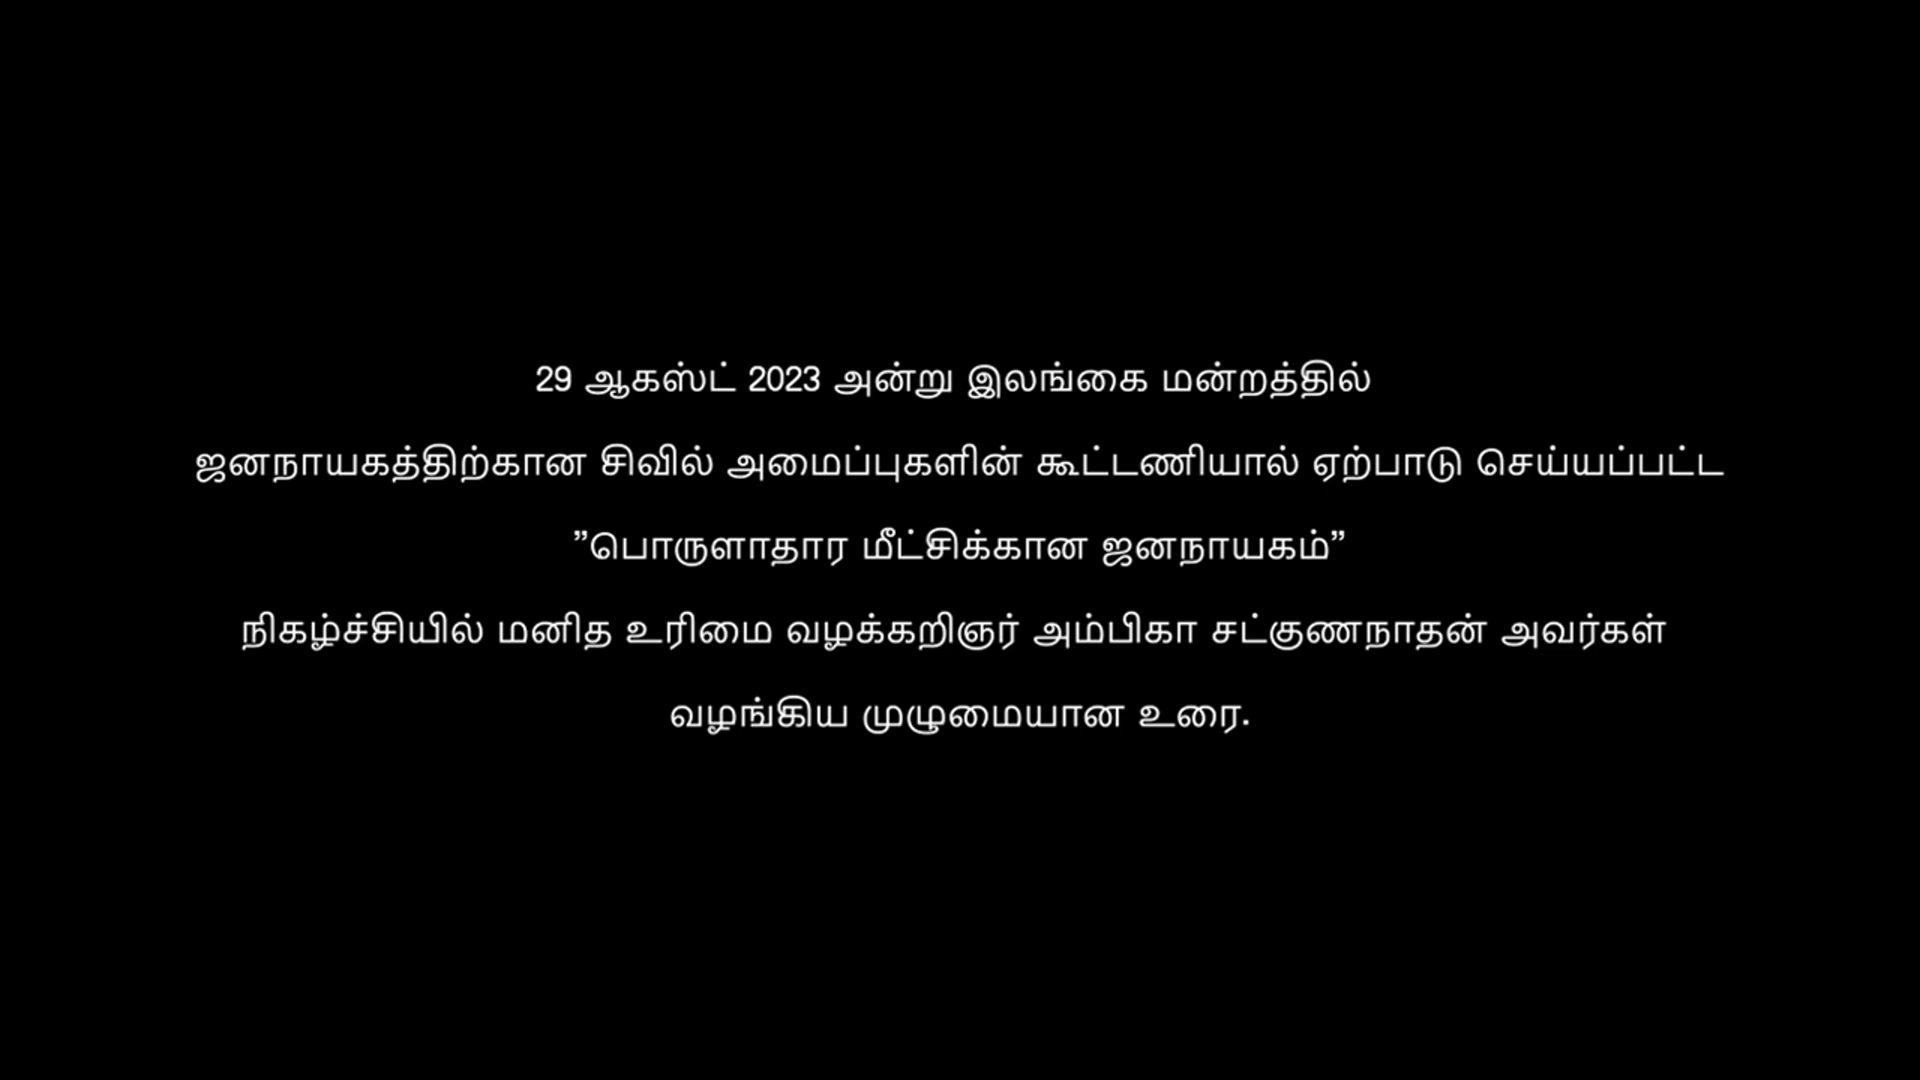 29 ஆகஸ்ட் 2023 அன்று இலங்கை மன்றத்தில்
ஜனநாயகத்திற்கான சிவில் அமைப்புகளின் கூட்டணியால் ஏற்பாடு செய்யப்பட்ட
”பொருளாதார மீட்சிக்கான ஜனநாயகம்”
நிகழ்ச்சியில் மனித உரிமை வழக்கறிஞர் அம்பிகா சட்குணநாதன் அவர்கள்
வழங்கிய முழுமையான உரை.